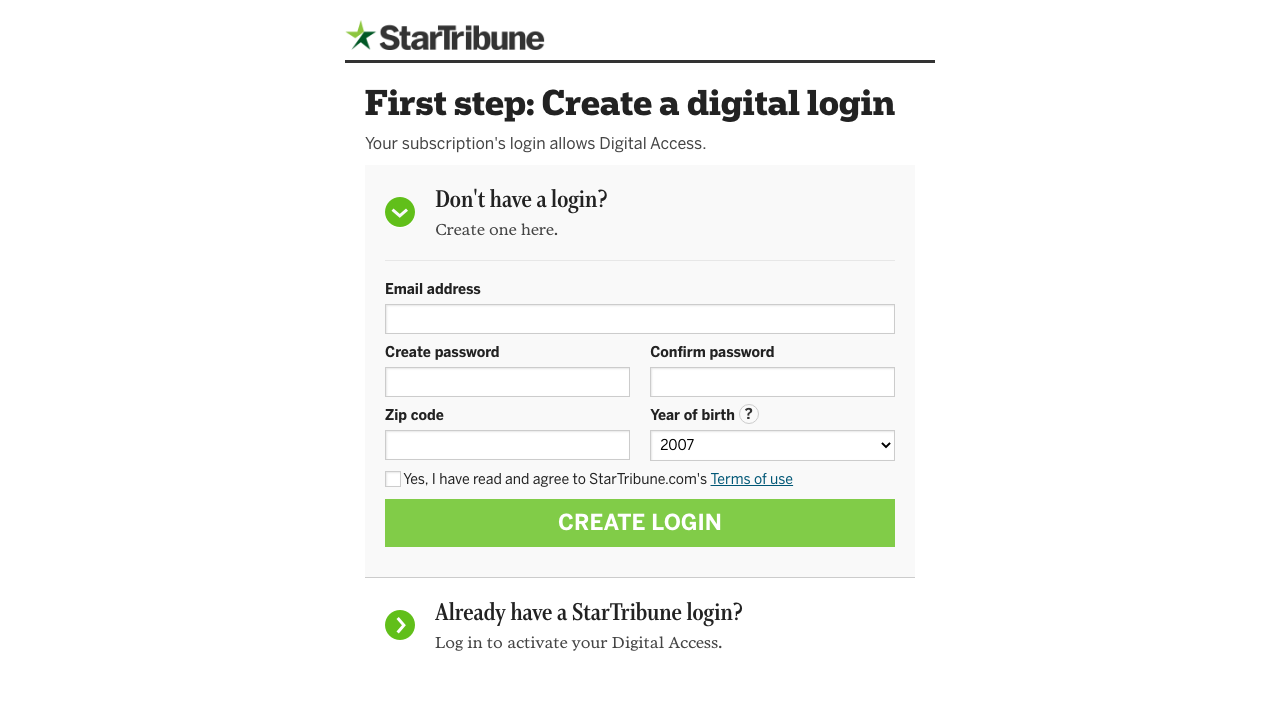 StarTribune
First step: Create a digital login
Your subscription's login allows Digital Access.
Don't have a login?
Create one here.
Email address
Create password
Confirm password
Zip code
Year of birth ?
2007
Yes, I have read and agree to StarTribune.com's Terms of use
CREATE LOGIN
Already have a StarTribune login?
Log in to activate your Digital Access.